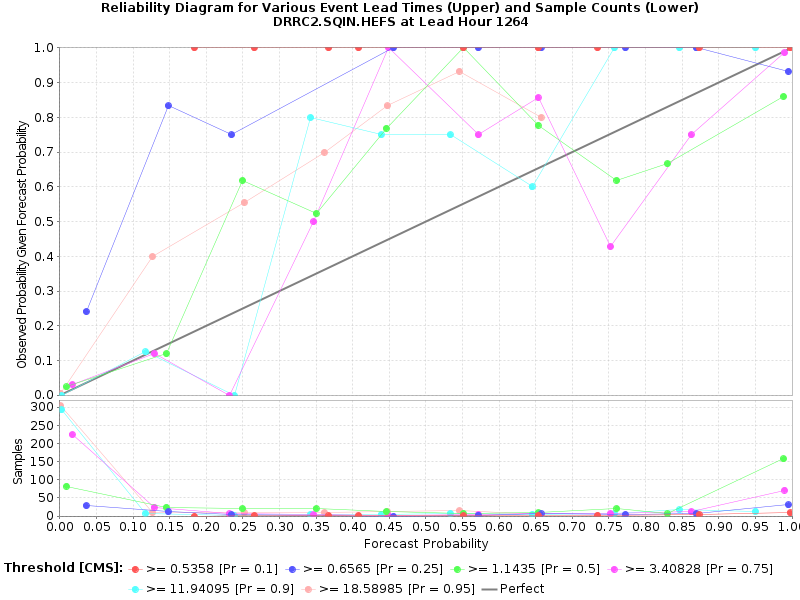 Reliability Diagram for Various Event Lead Times (Upper) and Sample Counts (Lower)
DRRC2.SQIN.HEFS at Lead Hour 1264
Observed Probability Given Forecast Probability
1.0
0.9
0.8
0.7
0.6
0.5
0.4
0.3
0.2
0.1
0.0
Samples
300
250
200
150
100
50
0
0.00 0.05 0.10 0.15 0.20 0.25 0.30 0.35 0.40 0.45 0.50 0.55 0.60 0.65 0.70 0.75 0.80 0.85 0.90 0.95 1.0
Forecast Probability
Threshold [CMS]: >= 0.5358 [Pr = 0.1] >= 0.6565 [Pr = 0.25] >= 1.1435 [Pr = 0.5] >= 3.40828 [Pr = 0.75]
>= 11.94095 [Pr = 0.9] >= 18.58985 [Pr = 0.95] Perfect